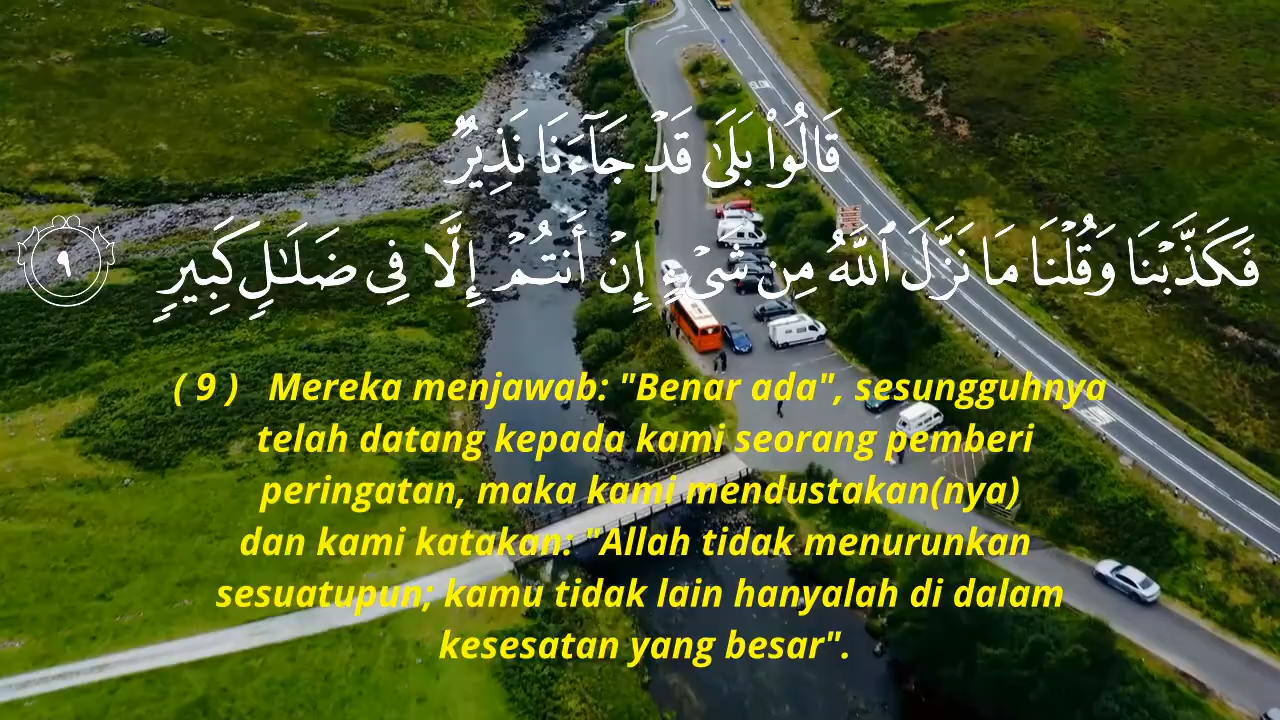 قَالُوا۟ بَلَىٰ قَدْ جَآءَنَا نَذِيرٌ
فَكَذَّبْنَا وَقُلْنَا مَا نَزَّلَ ٱللَّهُ مِن شَىْءٍ إِنْ أَنتُمْ إِلَّا فِى ضَلَـٰلٍ كَبِيرٍ ٩
( 9 ) Mereka menjawab: "Benar ada", sesungguhnya
telah datang kepada kami seorang pemberi
peringatan, maka kami mendustakan(nya)
dan kami katakan: "Allah tidak menurunkan
sesuatupun; kamu tidak lain hanyalah di dalam
kesesatan yang besar".